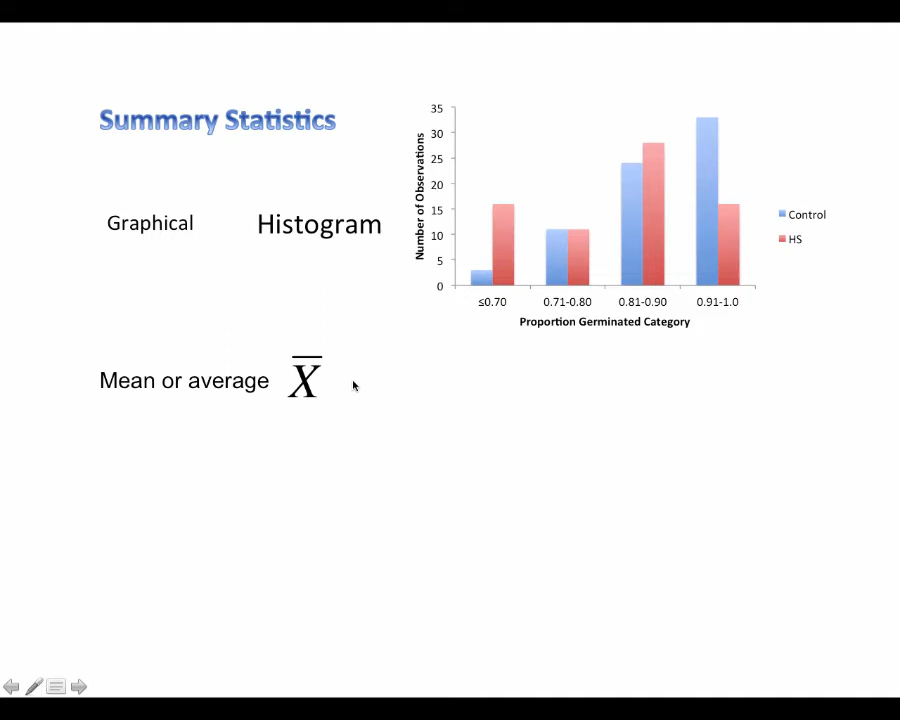 Summary Statistics
Graphical
Histogram
Number of Observations
35
30
25
20
15
10
5
0
≤0.70
0.71-0.80
0.81-0.90
0.91-1.0
Proportion Germinated Category
Control
HS
Mean or average X̅